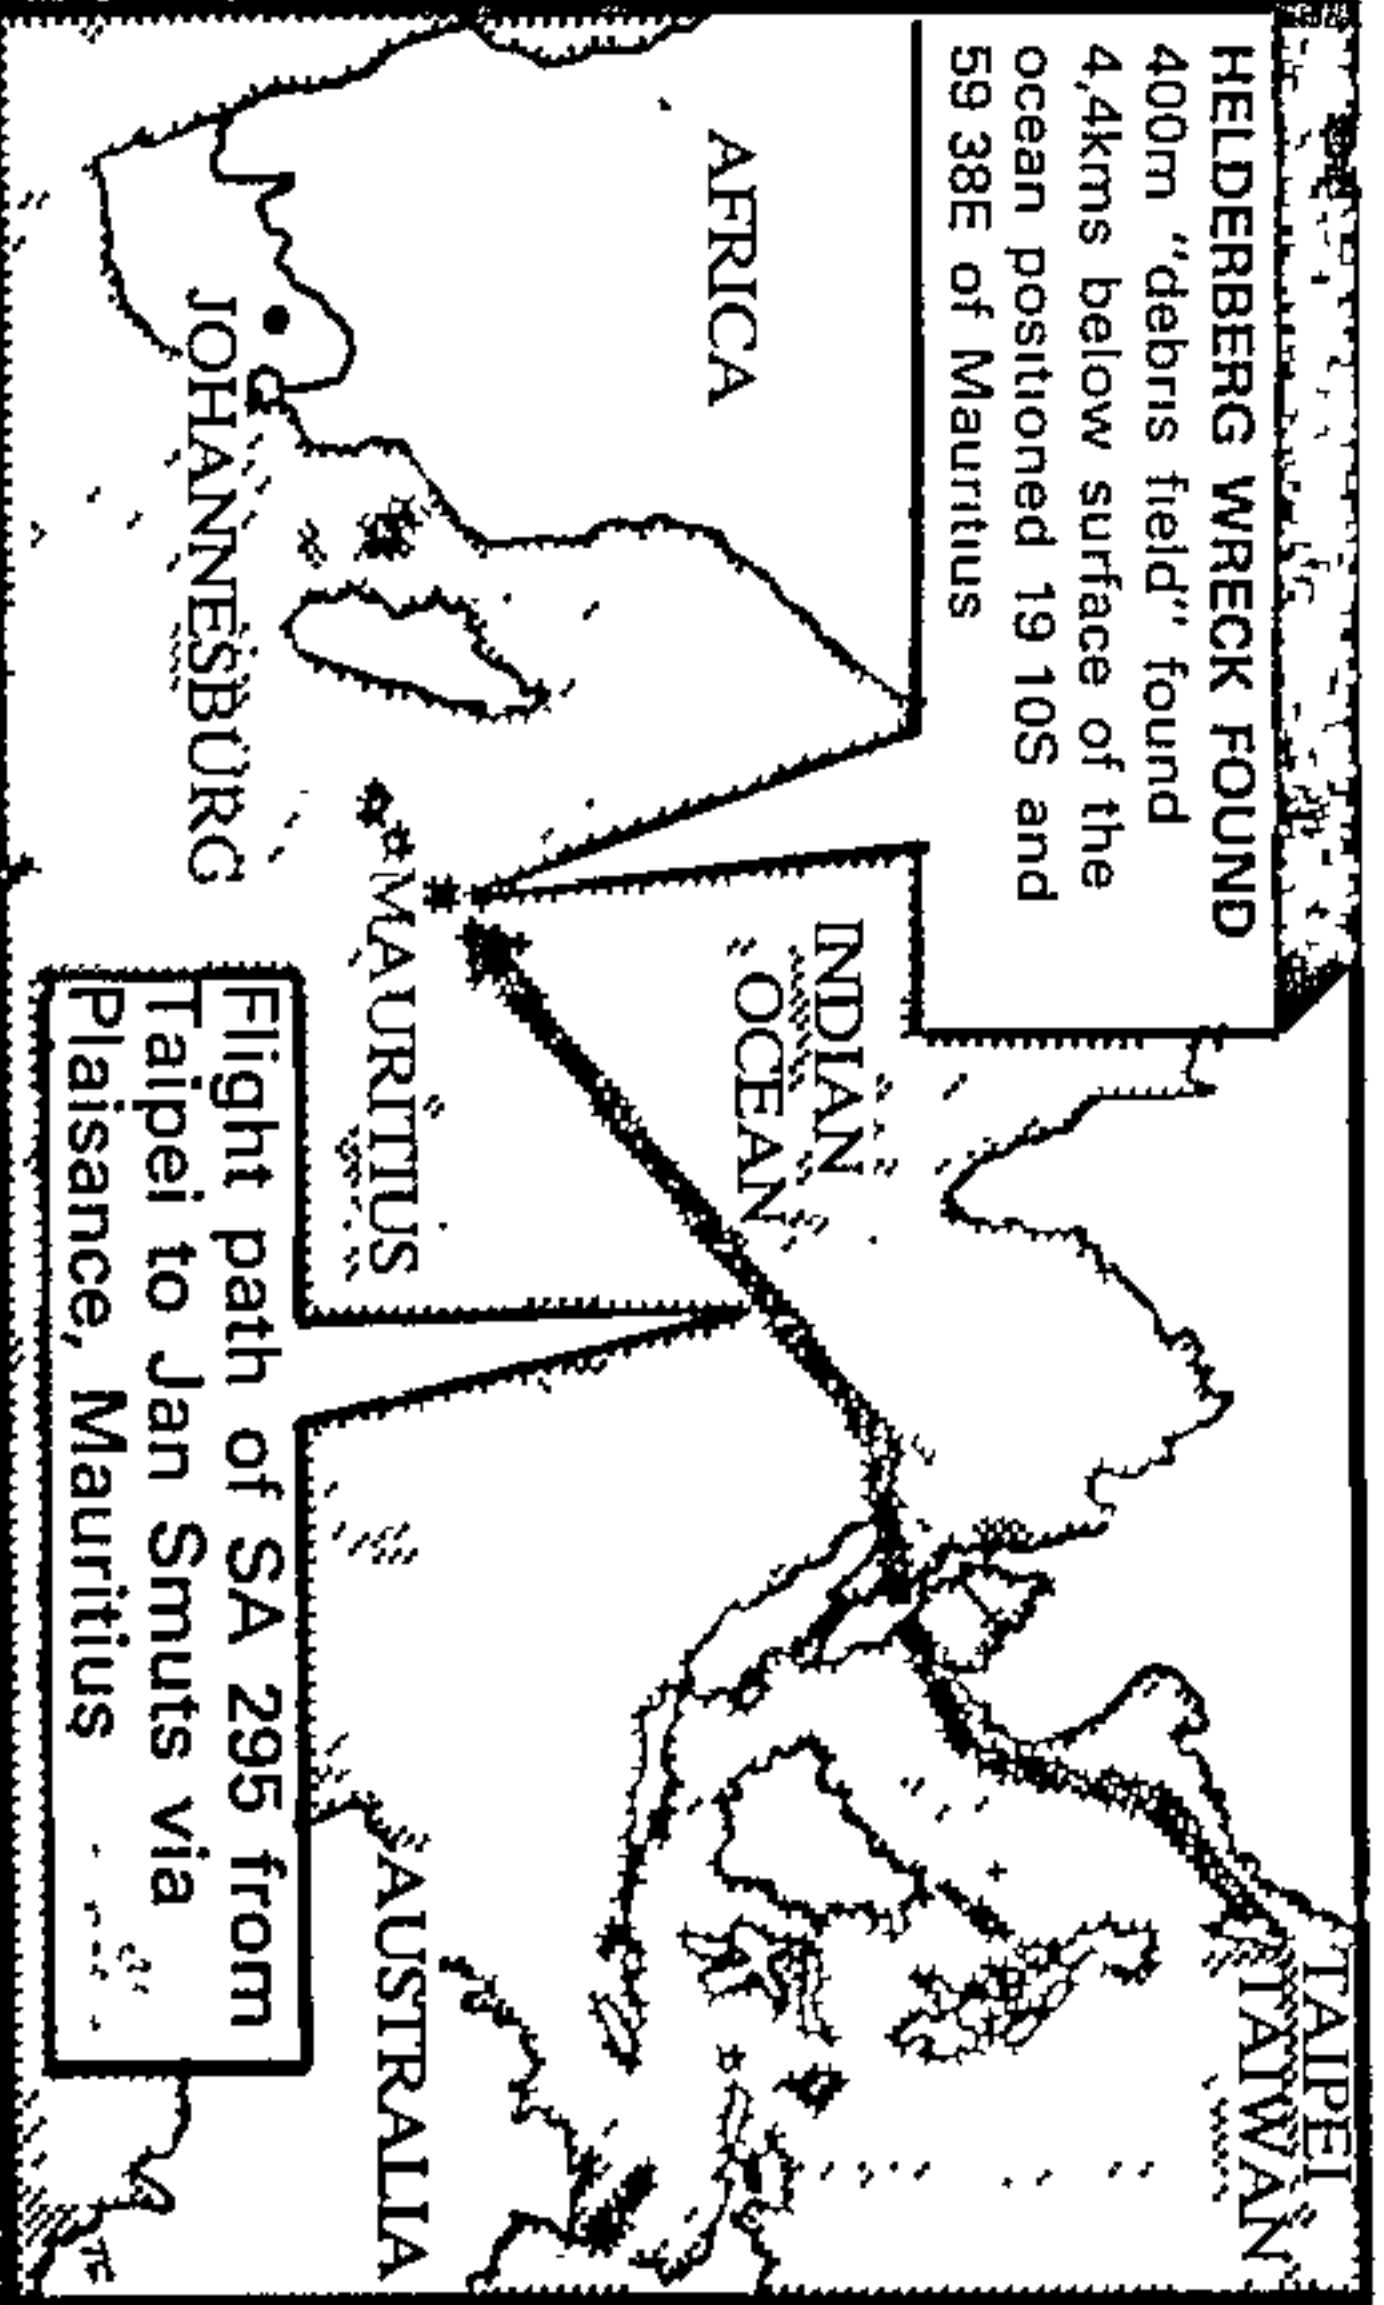 HELDERBERG WRECK FOUND
400m "debris field" found
4,4kms below surface of the
ocean positioned 19 10S and
59 38E of Mauritius
AFRICA
JOHANNESBURG
INDIAN
OCEAN
MAURITIUS
TAIPEI
TAIWAN
AUSTRALIA
Flight path of SA 295 from
Taipei to Jan Smuts via
Plaisance, Mauritius